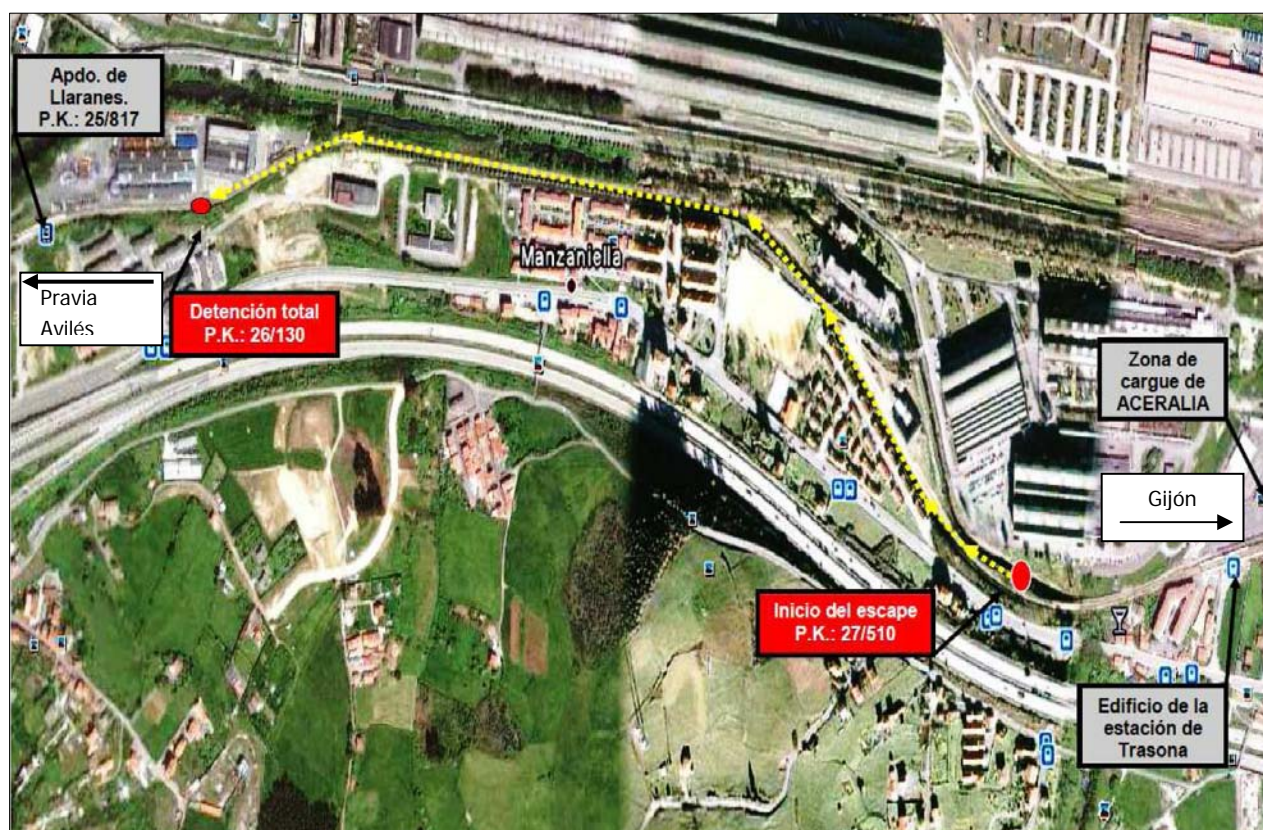 Apdo. de
Llaranes.
P.K.: 25/817
Pravia
Avilés
Detención total
P.K.: 26/130
Manzaniella
Zona de
cargue de
ACERALIA
Gijón
Inicio del escape
P.K.: 27/510
Edificio de la
estación de
Trasona